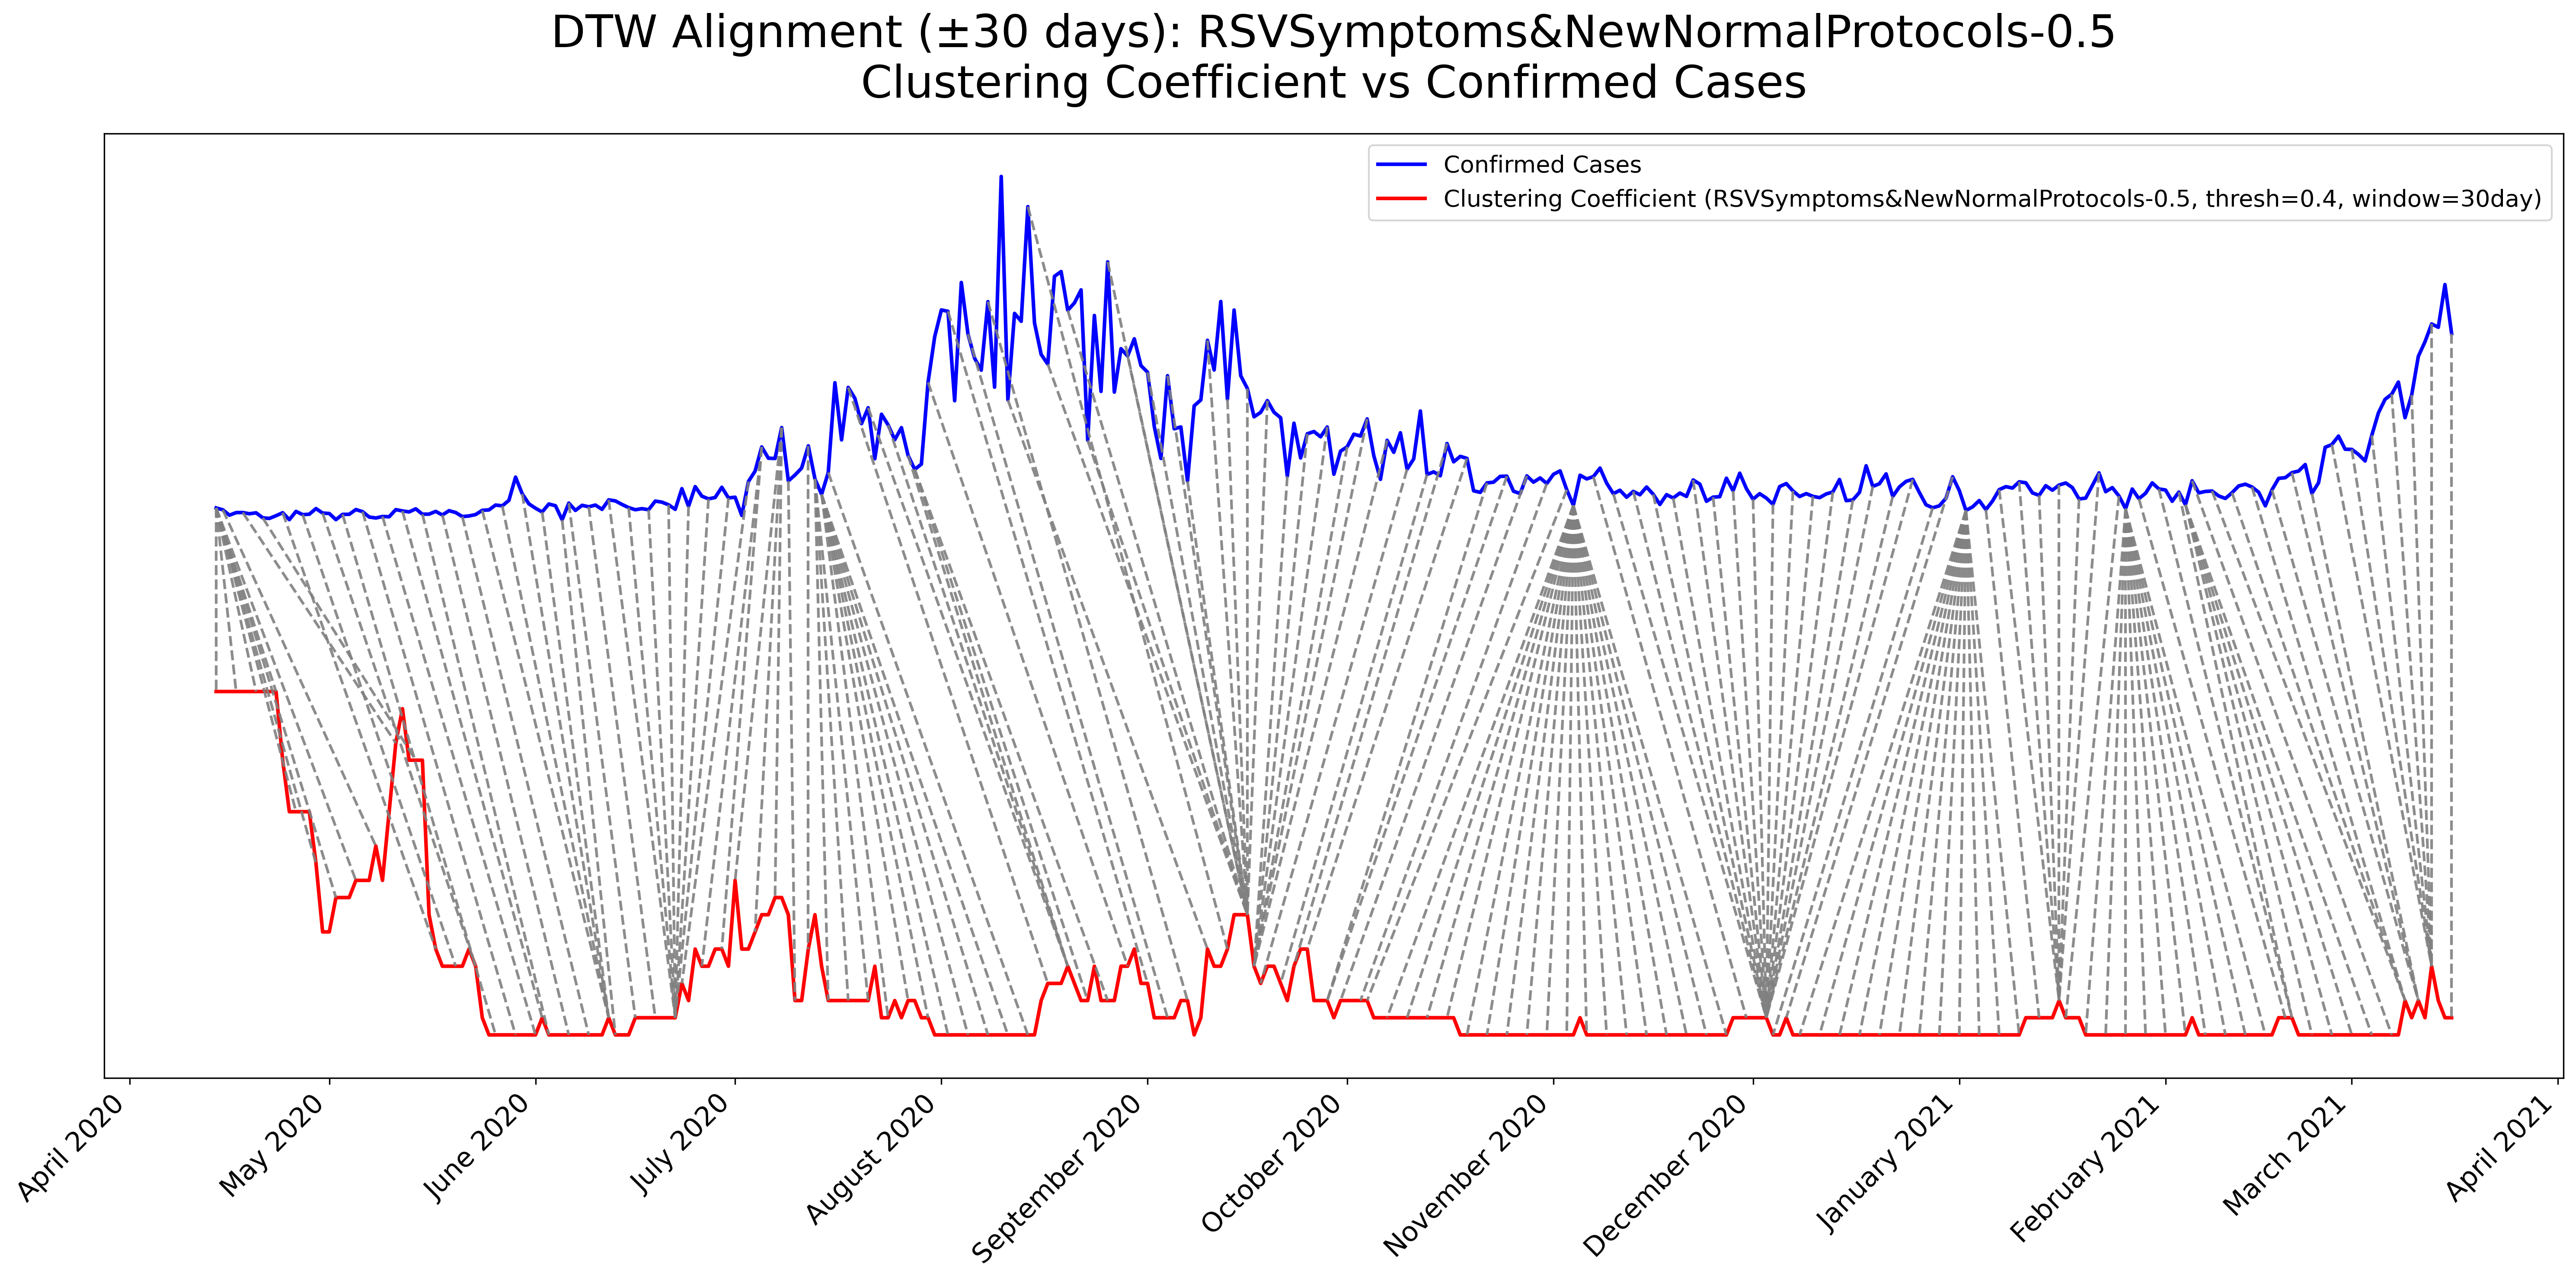 DTW Alignment (±30 days): RSVSymptoms&NewNormalProtocols-0.5
Clustering Coefficient vs Confirmed Cases
Confirmed Cases
Clustering Coefficient (RSVSymptoms&NewNormalProtocols-0.5, thresh=0.4, window=30day)
April 2020
May 2020
June 2020
July 2020
August 2020
September 2020
October 2020
November 2020
December 2020
January 2021
February 2021
March 2021
April 2021